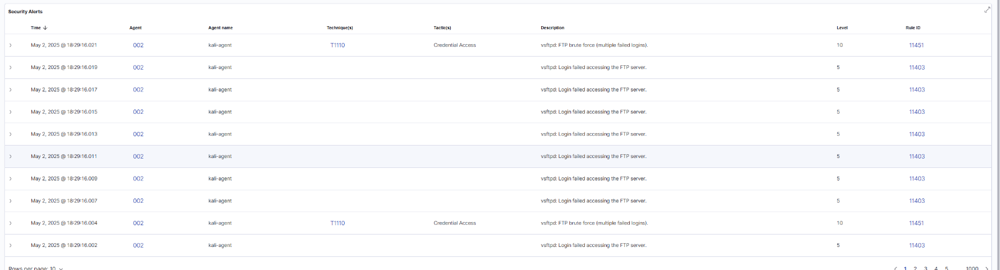 Security Alerts
Time Agent Agent name Technique(s) Tactic(s) Description Level Rule ID
May 2, 2025 @ 18:29:16.021 002 kali-agent T1110 Credential Access vsftpd: FTP brute force (multiple failed logins). 10 11451
May 2, 2025 @ 18:29:16.019 002 kali-agent vsftpd: Login failed accessing the FTP server. 5 11403
May 2, 2025 @ 18:29:16.017 002 kali-agent vsftpd: Login failed accessing the FTP server. 5 11403
May 2, 2025 @ 18:29:16.015 002 kali-agent vsftpd: Login failed accessing the FTP server. 5 11403
May 2, 2025 @ 18:29:16.013 002 kali-agent vsftpd: Login failed accessing the FTP server. 5 11403
May 2, 2025 @ 18:29:16.011 002 kali-agent vsftpd: Login failed accessing the FTP server. 5 11403
May 2, 2025 @ 18:29:16.009 002 kali-agent vsftpd: Login failed accessing the FTP server. 5 11403
May 2, 2025 @ 18:29:16.007 002 kali-agent vsftpd: Login failed accessing the FTP server. 5 11403
May 2, 2025 @ 18:29:16.004 002 kali-agent T1110 Credential Access vsftpd: FTP brute force (multiple failed logins). 10 11451
May 2, 2025 @ 18:29:16.002 002 kali-agent vsftpd: Login failed accessing the FTP server. 5 11403
Rows per page: 10 1 2 3 4 5 ... 1000